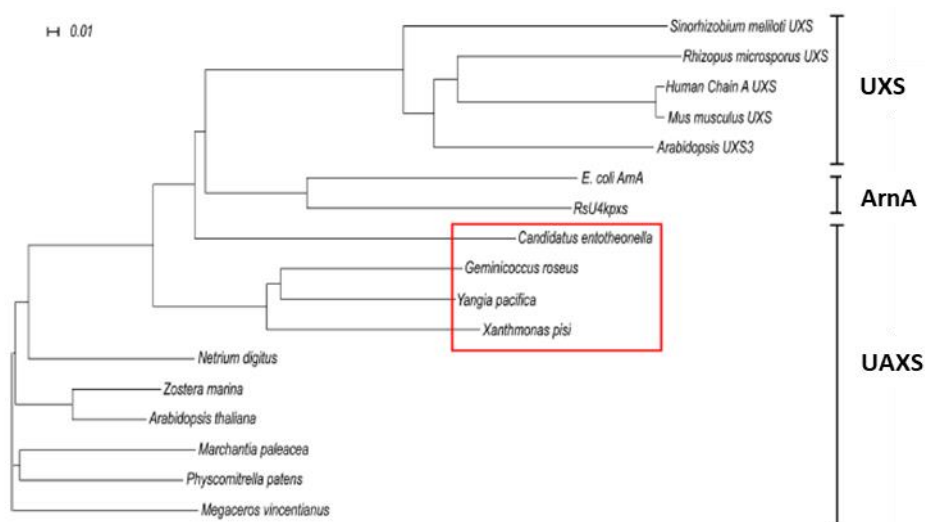 0.01
Sinorhizobium meliloti UXS
Rhizopus microsporus UXS
Human Chain A UXS
Mus musculus UXS
Arabidopsis UXS3
UXS
E. coli ArnA
RsU4kpxs
ArnA
Candidatus entotheonella
Geminicoccus roseus
Yangia pacifica
Xanthmonas pisi
Netrium digitus
UAXS
Zostera marina
Arabidopsis thaliana
Marchantia paleacea
Physcomitrella patens
Megaceros vincentianus